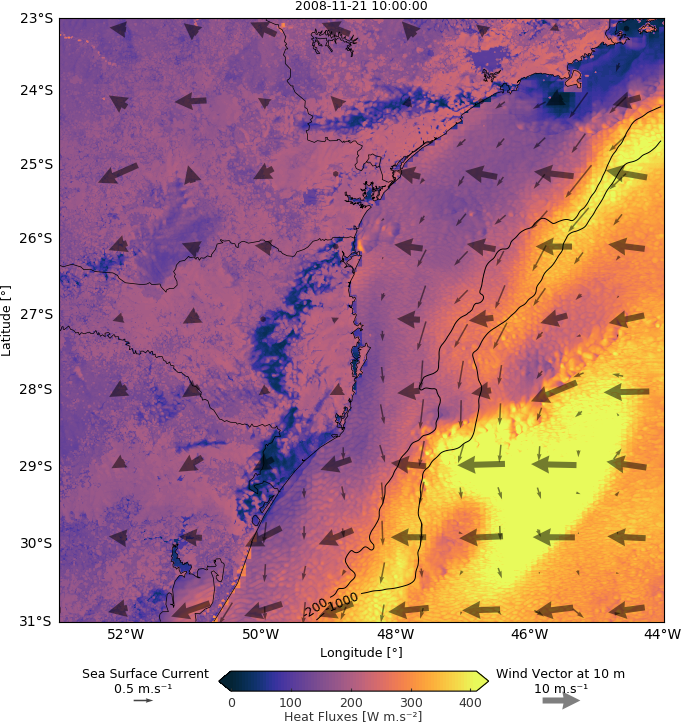 2008-11-21 10:00:00
23°S
24°S
25°S
26°S
27°S
28°S
29°S
30°S
31°S
Latitude [°]
-200
-1000
52°W 50°W 48°W 46°W 44°W
Longitude [°]
Sea Surface Current
0.5 m.s⁻¹
Wind Vector at 10 m
10 m.s⁻¹
0 100 200 300 400
Heat Fluxes [W m.s⁻²]